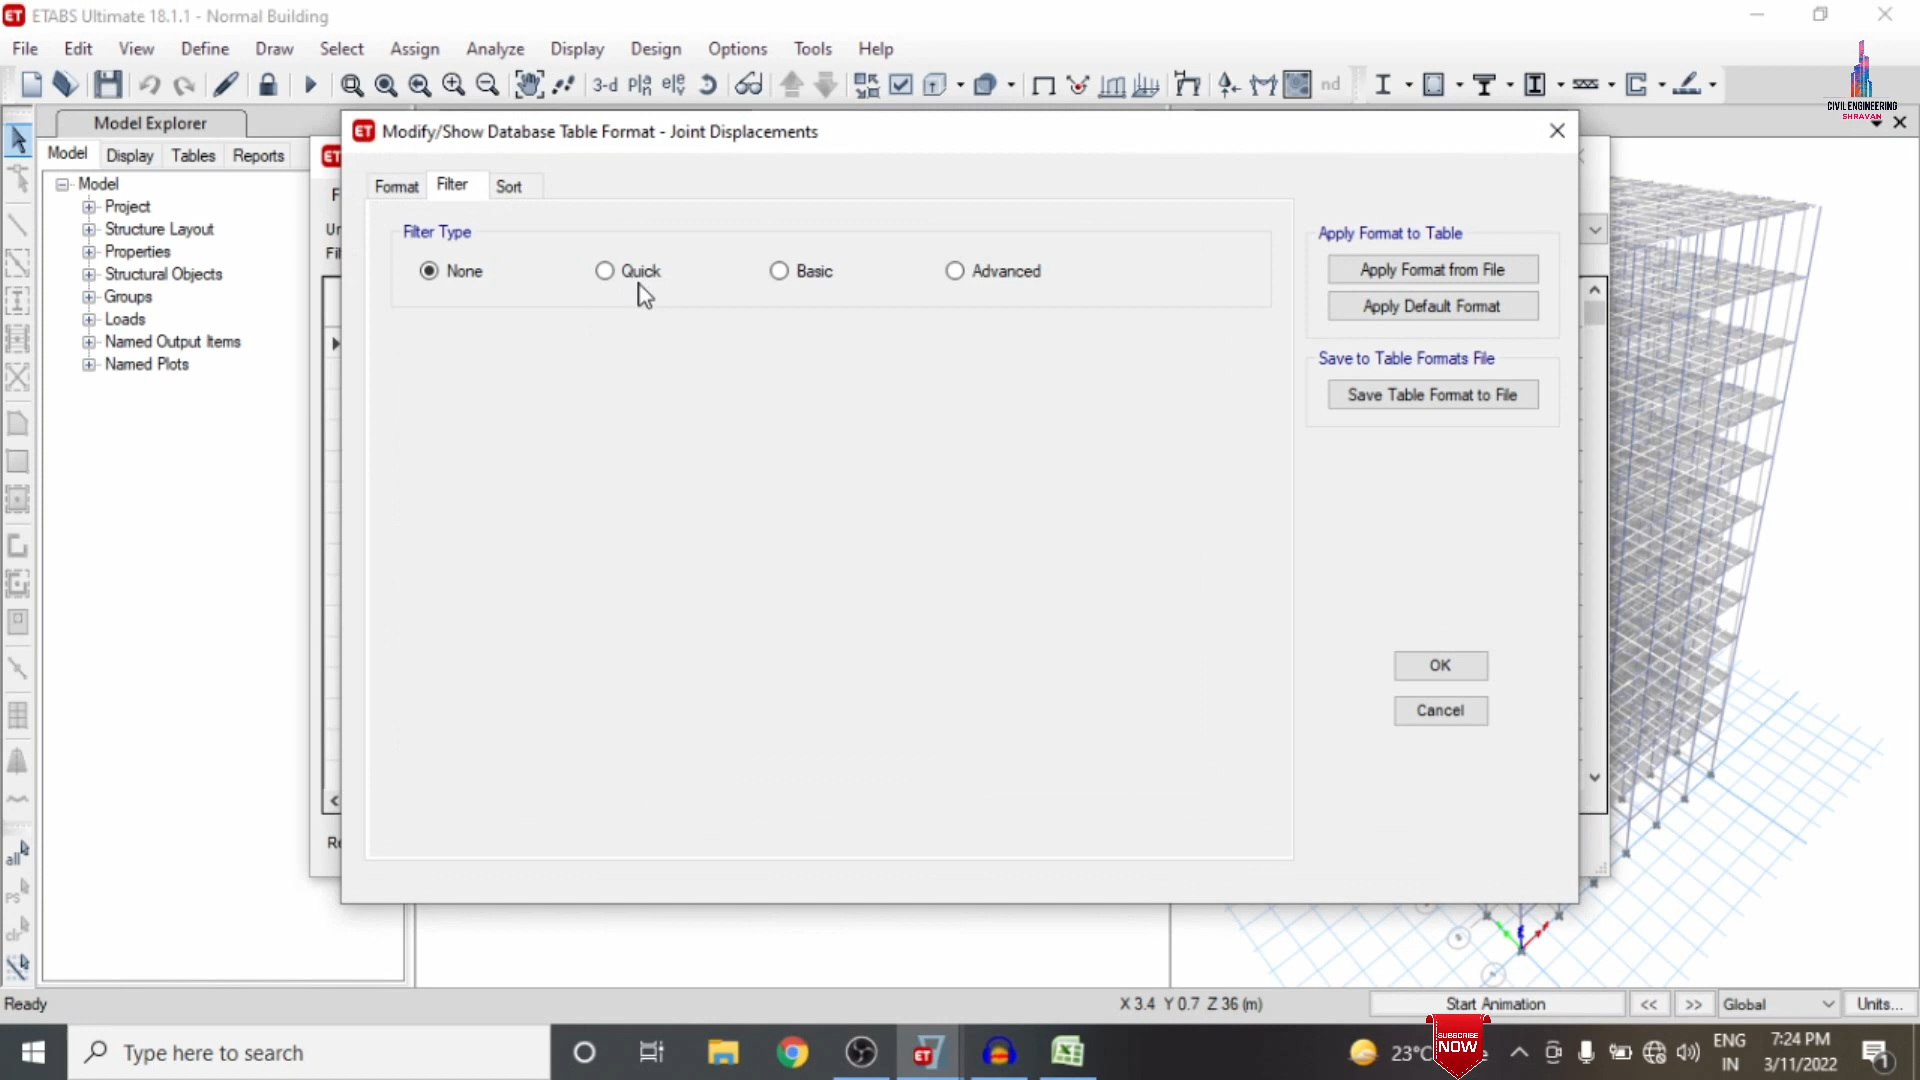 ETABS Ultimate 18.1.1 - Normal Building
File Edit View Define Draw Select Assign Analyze Display Design Options Tools Help
nd
CIVIL ENGINEERING
SHRAVAN
Model Explorer
Model Display Tables Reports
Model
Project
Structure Layout
Properties
Structural Objects
Groups
Loads
Named Output Items
Named Plots
Modify/Show Database Table Format - Joint Displacements
Format Filter Sort
Filter Type
None Quick Basic Advanced
Apply Format to Table
Apply Format from File
Apply Default Format
Save to Table Formats File
Save Table Format to File
OK
Cancel
Ready
X 3.4 Y 0.7 Z 36 (m)
Start Animation
<< >>
Global
Units...
Type here to search
23°C
SUBSCRIBE
NOW
ENG
IN
7:24 PM
3/11/2022